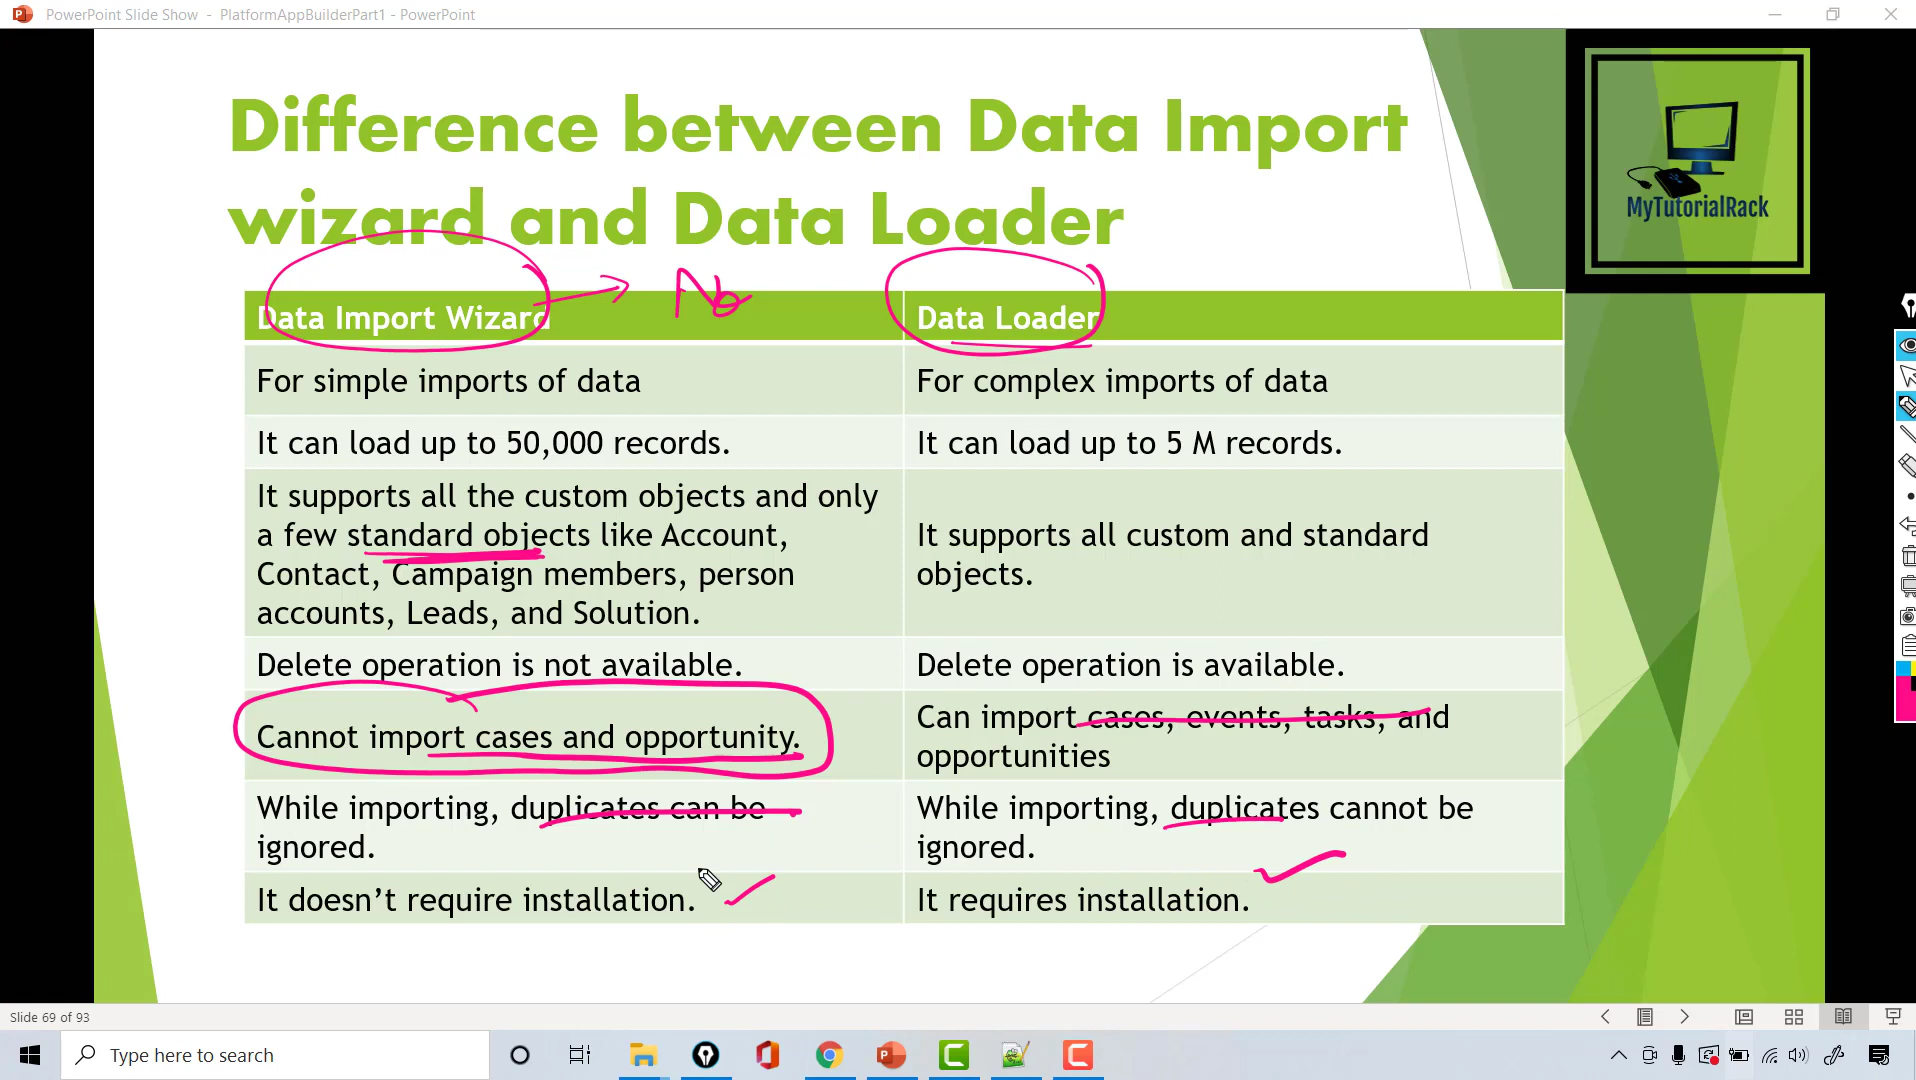 PowerPoint Slide Show - PlatformAppBuilderPart1 - PowerPoint
Difference between Data Import
wizard and Data Loader
MyTutorialRack
No
Data Import Wizard
Data Loader
For simple imports of data
For complex imports of data
It can load up to 50,000 records.
It can load up to 5 M records.
It supports all the custom objects and only
a few standard objects like Account,
Contact, Campaign members, person
accounts, Leads, and Solution.
It supports all custom and standard
objects.
Delete operation is not available.
Delete operation is available.
Cannot import cases and opportunity.
Can import cases, events, tasks, and
opportunities
While importing, duplicates can be
ignored.
While importing, duplicates cannot be
ignored.
It doesn’t require installation.
It requires installation.
Slide 69 of 93
Type here to search